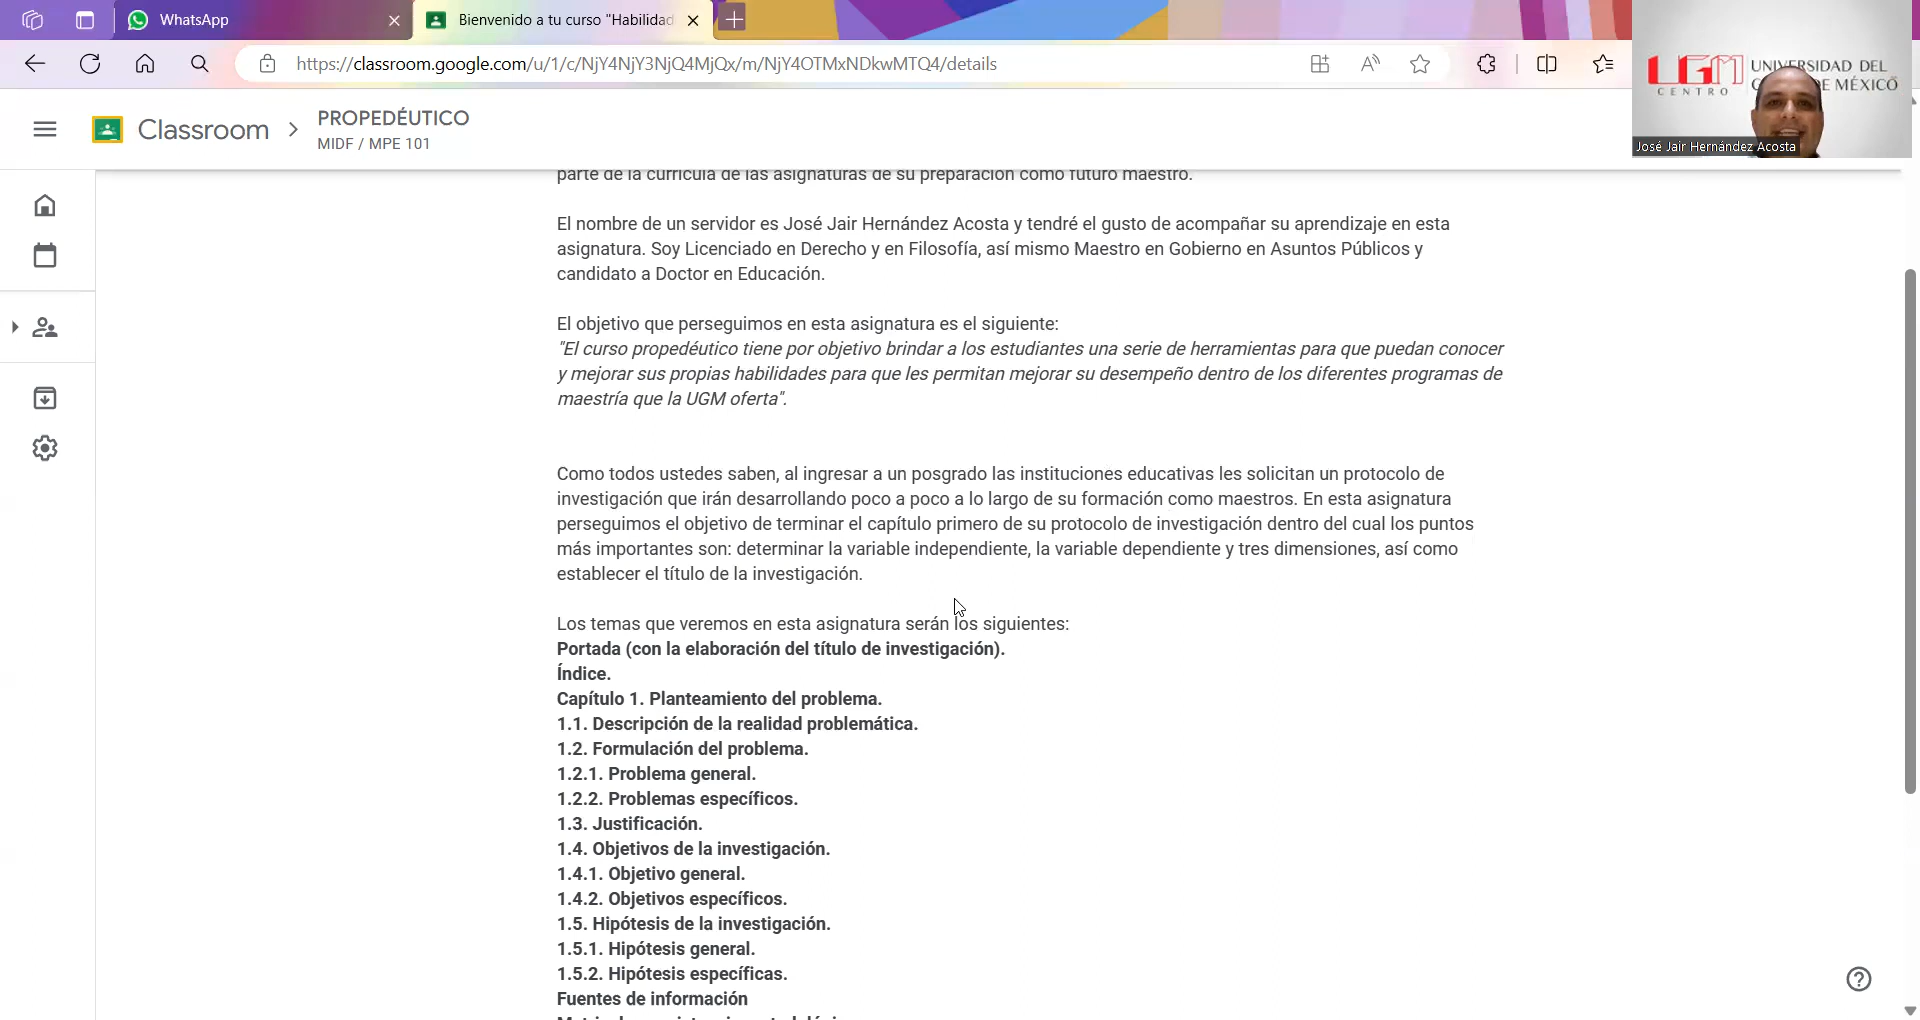 WhatsApp
Bienvenido a tu curso "Habilidad
https://classroom.google.com/u/1/c/NjY4NjY3NjQ4MjQx/m/NjY4OTMxNDkwMTQ4/details
Classroom
PROPEDÉUTICO
MIDF / MPE 101
UGM
CENTRO
UNIVERSIDAD DEL
DE MÉXICO
José Jair Hernández Acosta
parte de la currícula de las asignaturas de su preparación como futuro maestro.
El nombre de un servidor es José Jair Hernández Acosta y tendré el gusto de acompañar su aprendizaje en esta
asignatura. Soy Licenciado en Derecho y en Filosofía, así mismo Maestro en Gobierno en Asuntos Públicos y
candidato a Doctor en Educación.
El objetivo que perseguimos en esta asignatura es el siguiente:
"El curso propedéutico tiene por objetivo brindar a los estudiantes una serie de herramientas para que puedan conocer
y mejorar sus propias habilidades para que les permitan mejorar su desempeño dentro de los diferentes programas de
maestría que la UGM oferta".
Como todos ustedes saben, al ingresar a un posgrado las instituciones educativas les solicitan un protocolo de
investigación que irán desarrollando poco a poco a lo largo de su formación como maestros. En esta asignatura
perseguimos el objetivo de terminar el capítulo primero de su protocolo de investigación dentro del cual los puntos
más importantes son: determinar la variable independiente, la variable dependiente y tres dimensiones, así como
establecer el título de la investigación.
Los temas que veremos en esta asignatura serán los siguientes:
Portada (con la elaboración del título de investigación).
Índice.
Capítulo 1. Planteamiento del problema.
1.1. Descripción de la realidad problemática.
1.2. Formulación del problema.
1.2.1. Problema general.
1.2.2. Problemas específicos.
1.3. Justificación.
1.4. Objetivos de la investigación.
1.4.1. Objetivo general.
1.4.2. Objetivos específicos.
1.5. Hipótesis de la investigación.
1.5.1. Hipótesis general.
1.5.2. Hipótesis específicas.
Fuentes de información